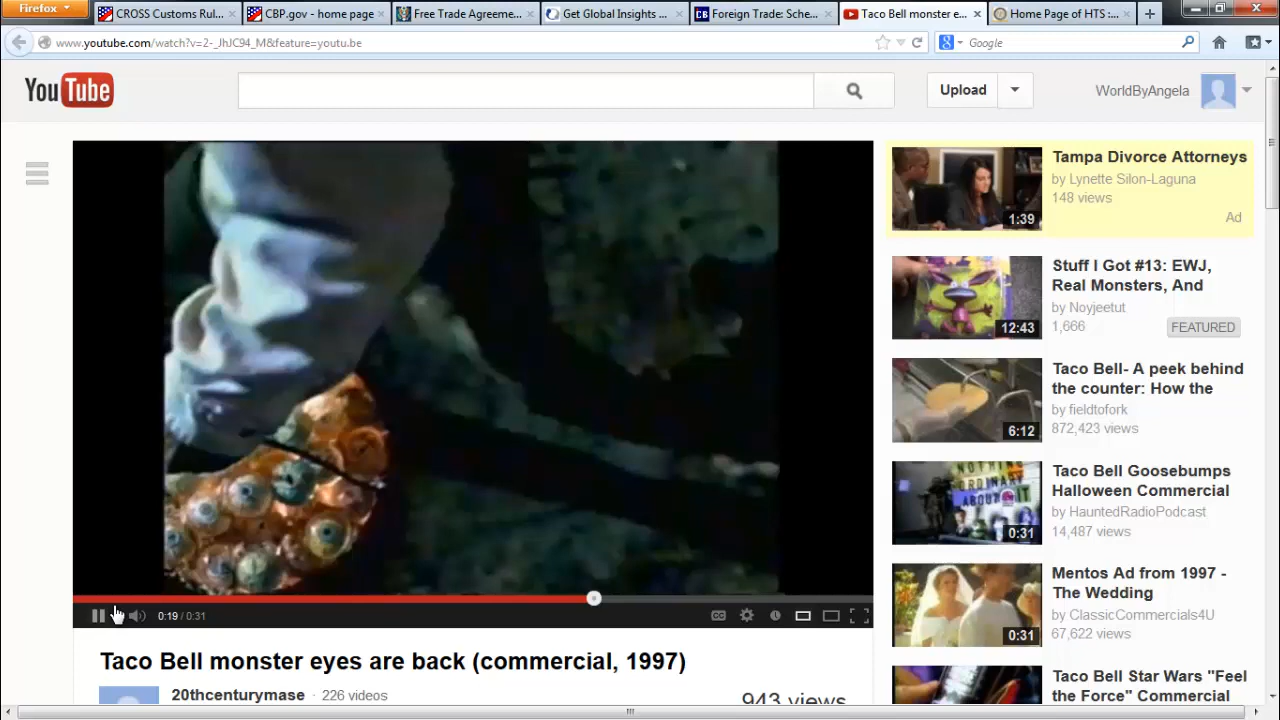 Firefox
CROSS Customs Rul...
CBP.gov - home page
Free Trade Agreeme...
Get Global Insights ...
Foreign Trade: Sche...
Taco Bell monster e...
Home Page of HTS :...
www.youtube.com/watch?v=2-_JhJC94_M&feature=youtu.be
Google
YouTube
Upload
WorldByAngela
Tampa Divorce Attorneys
by Lynette Silon-Laguna
148 views
Ad
1:39
Stuff I Got #13: EWJ,
Real Monsters, And
by Noyjeetut
1,666
FEATURED
12:43
Taco Bell- A peek behind
the counter: How the
by fieldtofork
872,423 views
6:12
NOTHING
ORDINARY
ABOUT IT
Taco Bell Goosebumps
Halloween Commercial
by HauntedRadioPodcast
14,487 views
0:31
Mentos Ad from 1997 -
The Wedding
by ClassicCommercials4U
67,622 views
0:31
Taco Bell Star Wars "Feel
the Force" Commercial
0:19 / 0:31
CC
Taco Bell monster eyes are back (commercial, 1997)
20thcenturymase · 226 videos
943 views